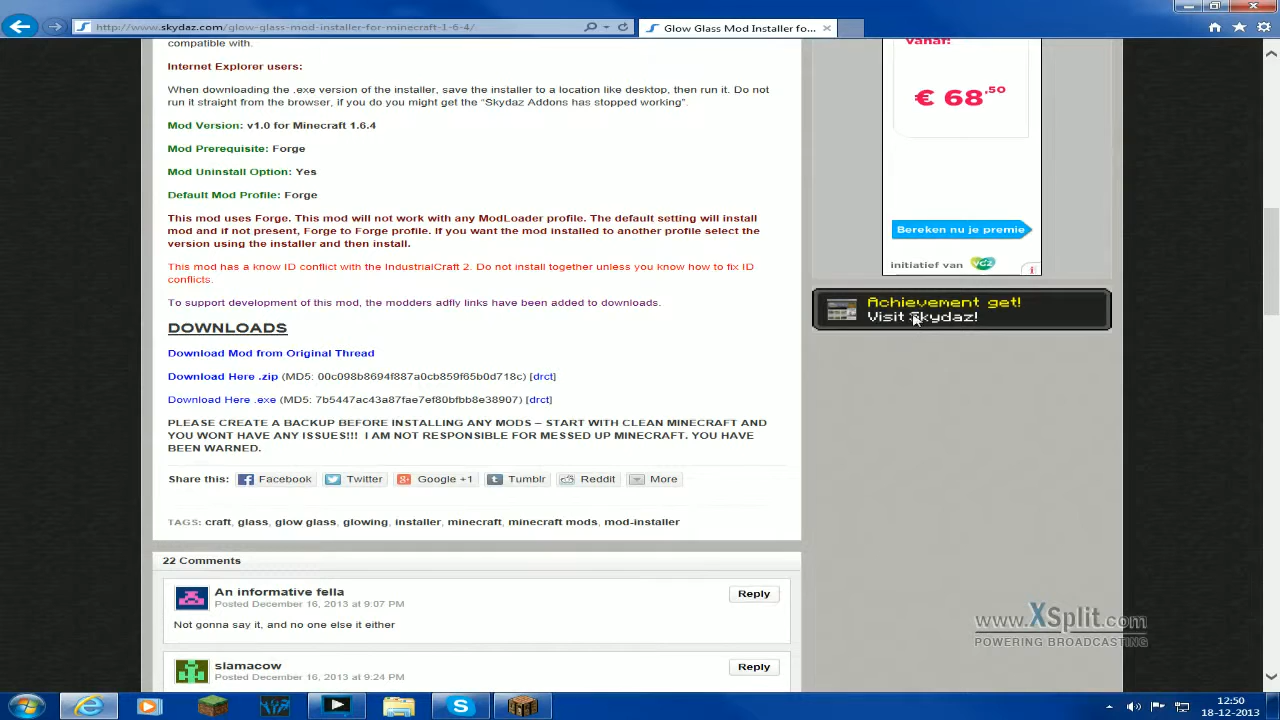 http://www.skydaz.com/glow-glass-mod-installer-for-minecraft-1-6-4/
Glow Glass Mod Installer fo...
compatible with.
Internet Explorer users:
When downloading the .exe version of the installer, save the installer to a location like desktop, then run it. Do not
run it straight from the browser, if you do you might get the “Skydaz Addons has stopped working”.
Mod Version: v1.0 for Minecraft 1.6.4
Mod Prerequisite: Forge
Mod Uninstall Option: Yes
Default Mod Profile: Forge
This mod uses Forge. This mod will not work with any ModLoader profile. The default setting will install
mod and if not present, Forge to Forge profile. If you want the mod installed to another profile select the
version using the installer and then install.
This mod has a know ID conflict with the IndustrialCraft 2. Do not install together unless you know how to fix ID
conflicts.
To support development of this mod, the modders adfly links have been added to downloads.
DOWNLOADS
Download Mod from Original Thread
Download Here .zip (MD5: 00c098b8694f887a0cb859f65b0d718c) [drct]
Download Here .exe (MD5: 7b5447ac43a87fae7ef80bfbb8e38907) [drct]
PLEASE CREATE A BACKUP BEFORE INSTALLING ANY MODS – START WITH CLEAN MINECRAFT AND
YOU WONT HAVE ANY ISSUES!!! I AM NOT RESPONSIBLE FOR MESSED UP MINECRAFT. YOU HAVE
BEEN WARNED.
Share this: Facebook Twitter Google +1 Tumblr Reddit More
TAGS: craft, glass, glow glass, glowing, installer, minecraft, minecraft mods, mod-installer
22 Comments
An informative fella
Reply
Posted December 16, 2013 at 9:07 PM
Not gonna say it, and no one else it either
slamacow
Reply
Posted December 16, 2013 at 9:24 PM
vanaf:
€ 68,50
Bereken nu je premie
initiatief van VGZ
Achievement get!
Visit Skydaz!
www.XSplit.com
POWERING BROADCASTING
12:50
18-12-2013